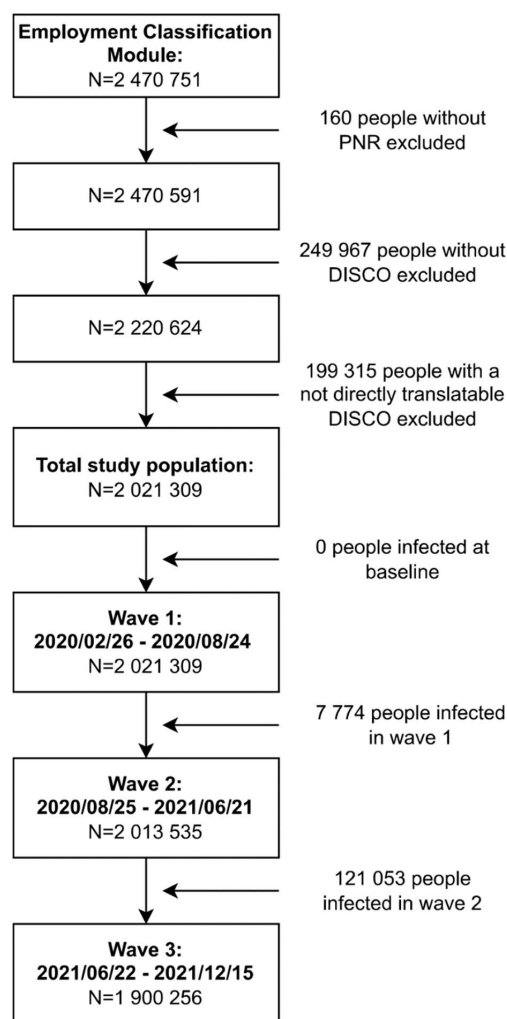 Employment Classification
Module:
N=2 470 751
160 people without
PNR excluded
N=2 470 591
249 967 people without
DISCO excluded
N=2 220 624
199 315 people with a
not directly translatable
DISCO excluded
Total study population:
N=2 021 309
0 people infected at
baseline
Wave 1:
2020/02/26 - 2020/08/24
N=2 021 309
7 774 people infected
in wave 1
Wave 2:
2020/08/25 - 2021/06/21
N=2 013 535
121 053 people
infected in wave 2
Wave 3:
2021/06/22 - 2021/12/15
N=1 900 256